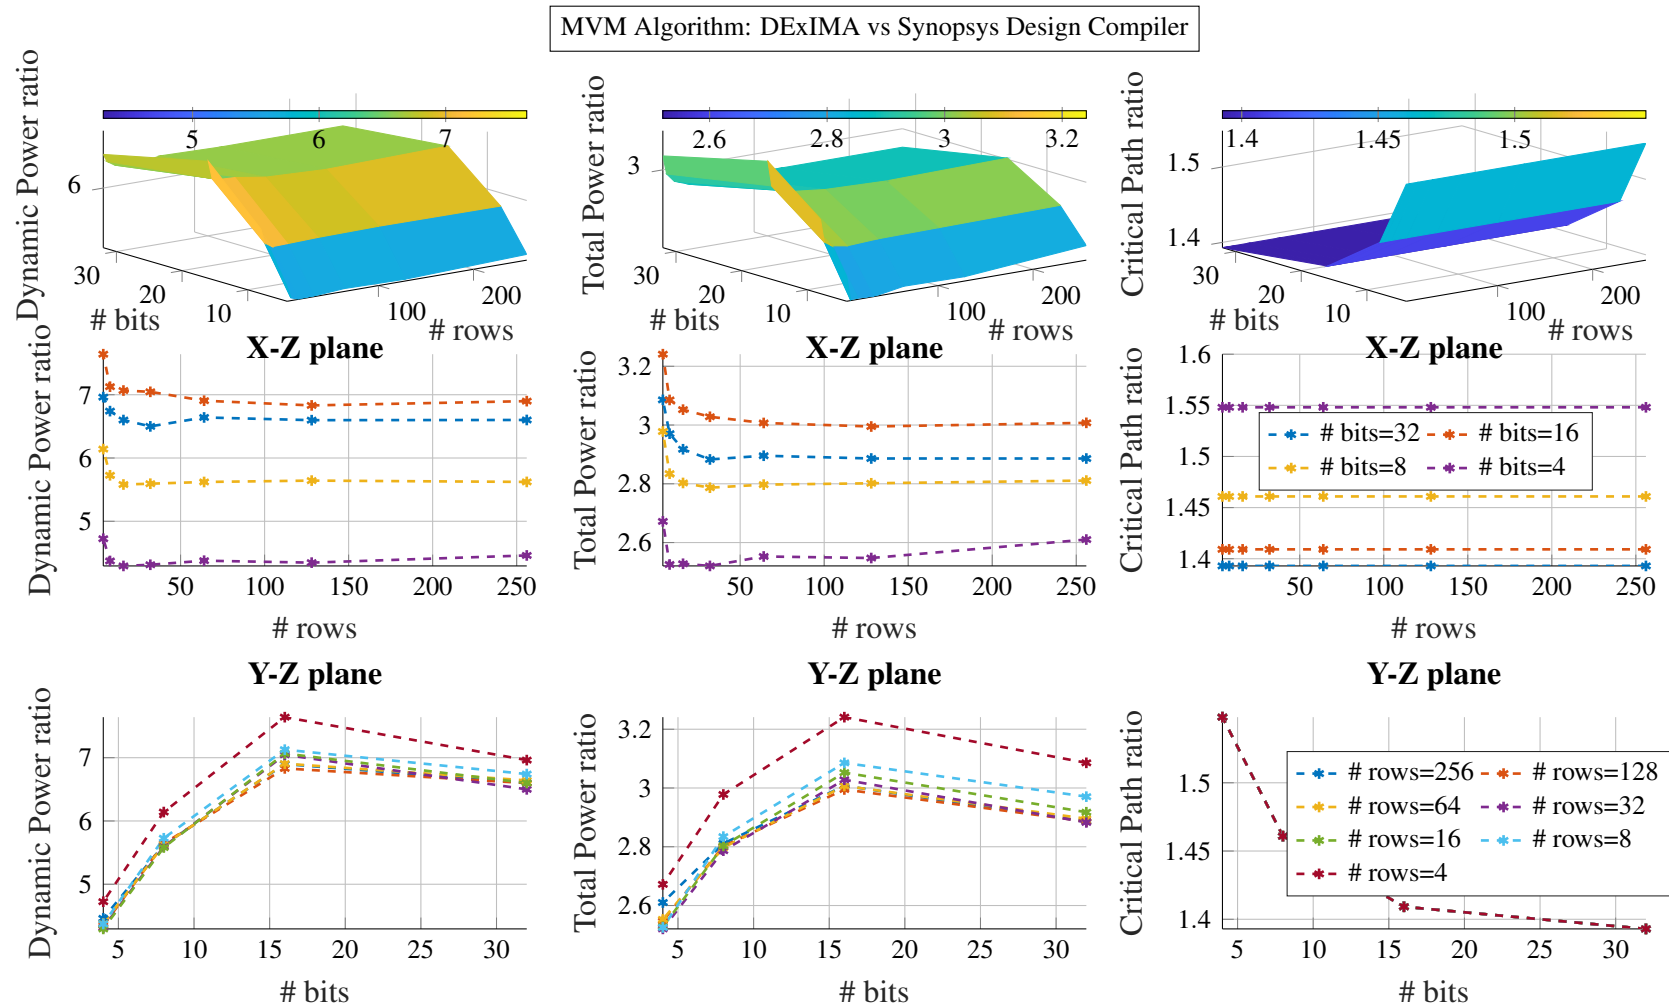 MVM Algorithm: DExIMA vs Synopsys Design Compiler
Dynamic Power ratio
5 6 7
6
30 20 10
# bits
100 200
# rows
Total Power ratio
2.6 2.8 3 3.2
3
30 20 10
# bits
100 200
# rows
Critical Path ratio
1.4 1.45 1.5
1.5
1.4
30 20 10
# bits
100 200
# rows
X-Z plane
Dynamic Power ratio
7
6
5
50 100 150 200 250
# rows
X-Z plane
Total Power ratio
3.2
3
2.8
2.6
50 100 150 200 250
# rows
X-Z plane
Critical Path ratio
1.6
1.55
1.5
1.45
1.4
# bits=32 # bits=16
# bits=8 # bits=4
50 100 150 200 250
# rows
Y-Z plane
Dynamic Power ratio
7
6
5
5 10 15 20 25 30
# bits
Y-Z plane
Total Power ratio
3.2
3
2.8
2.6
5 10 15 20 25 30
# bits
Y-Z plane
Critical Path ratio
1.5
1.45
1.4
# rows=256 # rows=128
# rows=64 # rows=32
# rows=16 # rows=8
# rows=4
5 10 15 20 25 30
# bits